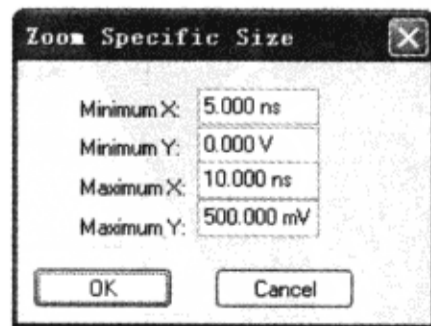 Zoom Specific Size
Minimum X: 5.000 ns
Minimum Y: 0.000 V
Maximum X: 10.000 ns
Maximum Y: 500.000 mV
OK Cancel